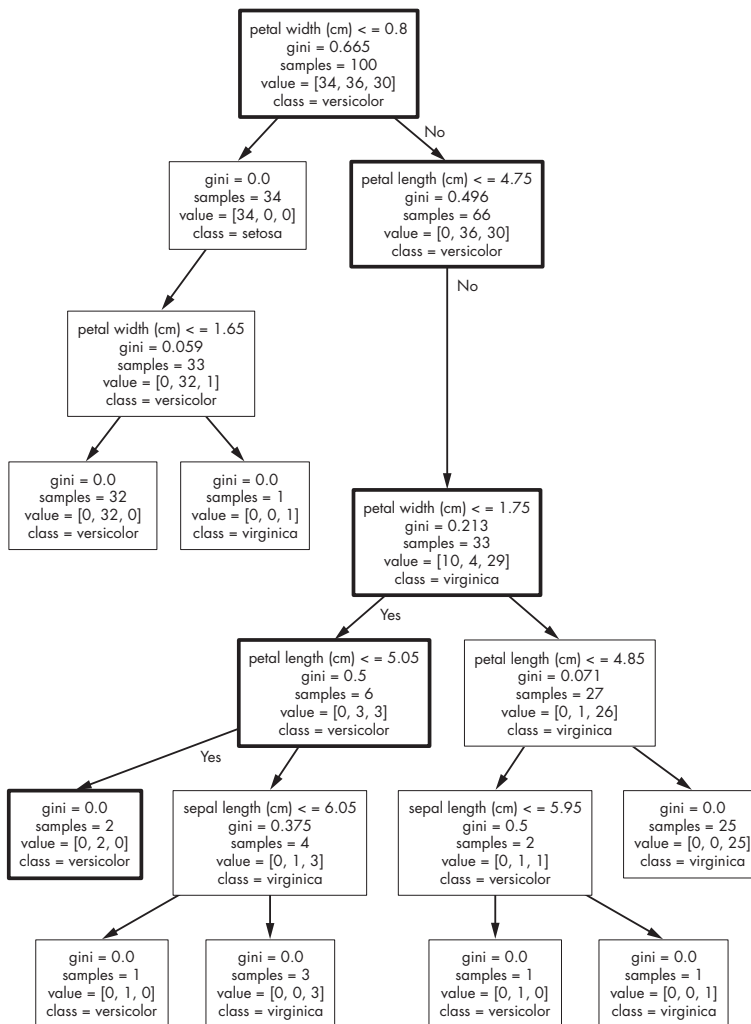 petal width (cm) < = 0.8
gini = 0.665
samples = 100
value = [34, 36, 30]
class = versicolor
No
gini = 0.0
samples = 34
value = [34, 0, 0]
class = setosa
petal length (cm) < = 4.75
gini = 0.496
samples = 66
value = [0, 36, 30]
class = versicolor
No
petal width (cm) < = 1.65
gini = 0.059
samples = 33
value = [0, 32, 1]
class = versicolor
gini = 0.0
samples = 32
value = [0, 32, 0]
class = versicolor
gini = 0.0
samples = 1
value = [0, 0, 1]
class = virginica
petal width (cm) < = 1.75
gini = 0.213
samples = 33
value = [10, 4, 29]
class = virginica
Yes
petal length (cm) < = 5.05
gini = 0.5
samples = 6
value = [0, 3, 3]
class = versicolor
petal length (cm) < = 4.85
gini = 0.071
samples = 27
value = [0, 1, 26]
class = virginica
Yes
gini = 0.0
samples = 2
value = [0, 2, 0]
class = versicolor
sepal length (cm) < = 6.05
gini = 0.375
samples = 4
value = [0, 1, 3]
class = virginica
sepal length (cm) < = 5.95
gini = 0.5
samples = 2
value = [0, 1, 1]
class = versicolor
gini = 0.0
samples = 25
value = [0, 0, 25]
class = virginica
gini = 0.0
samples = 1
value = [0, 1, 0]
class = versicolor
gini = 0.0
samples = 3
value = [0, 0, 3]
class = virginica
gini = 0.0
samples = 1
value = [0, 1, 0]
class = versicolor
gini = 0.0
samples = 1
value = [0, 0, 1]
class = virginica